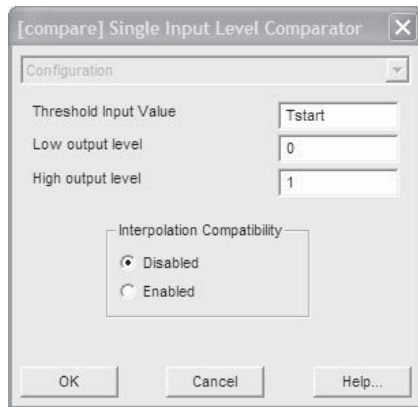 [compare] Single Input Level Comparator
Configuration
Threshold Input Value Tstart
Low output level 0
High output level 1
Interpolation Compatibility
Disabled
Enabled
OK Cancel Help...